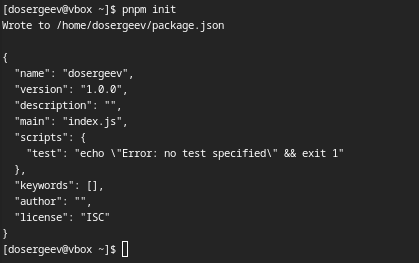 [dosergeev@vbox ~]$ pnpm init
Wrote to /home/dosergeev/package.json

{
  "name": "dosergeev",
  "version": "1.0.0",
  "description": "",
  "main": "index.js",
  "scripts": {
    "test": "echo \"Error: no test specified\" && exit 1"
  },
  "keywords": [],
  "author": "",
  "license": "ISC"
}
[dosergeev@vbox ~]$